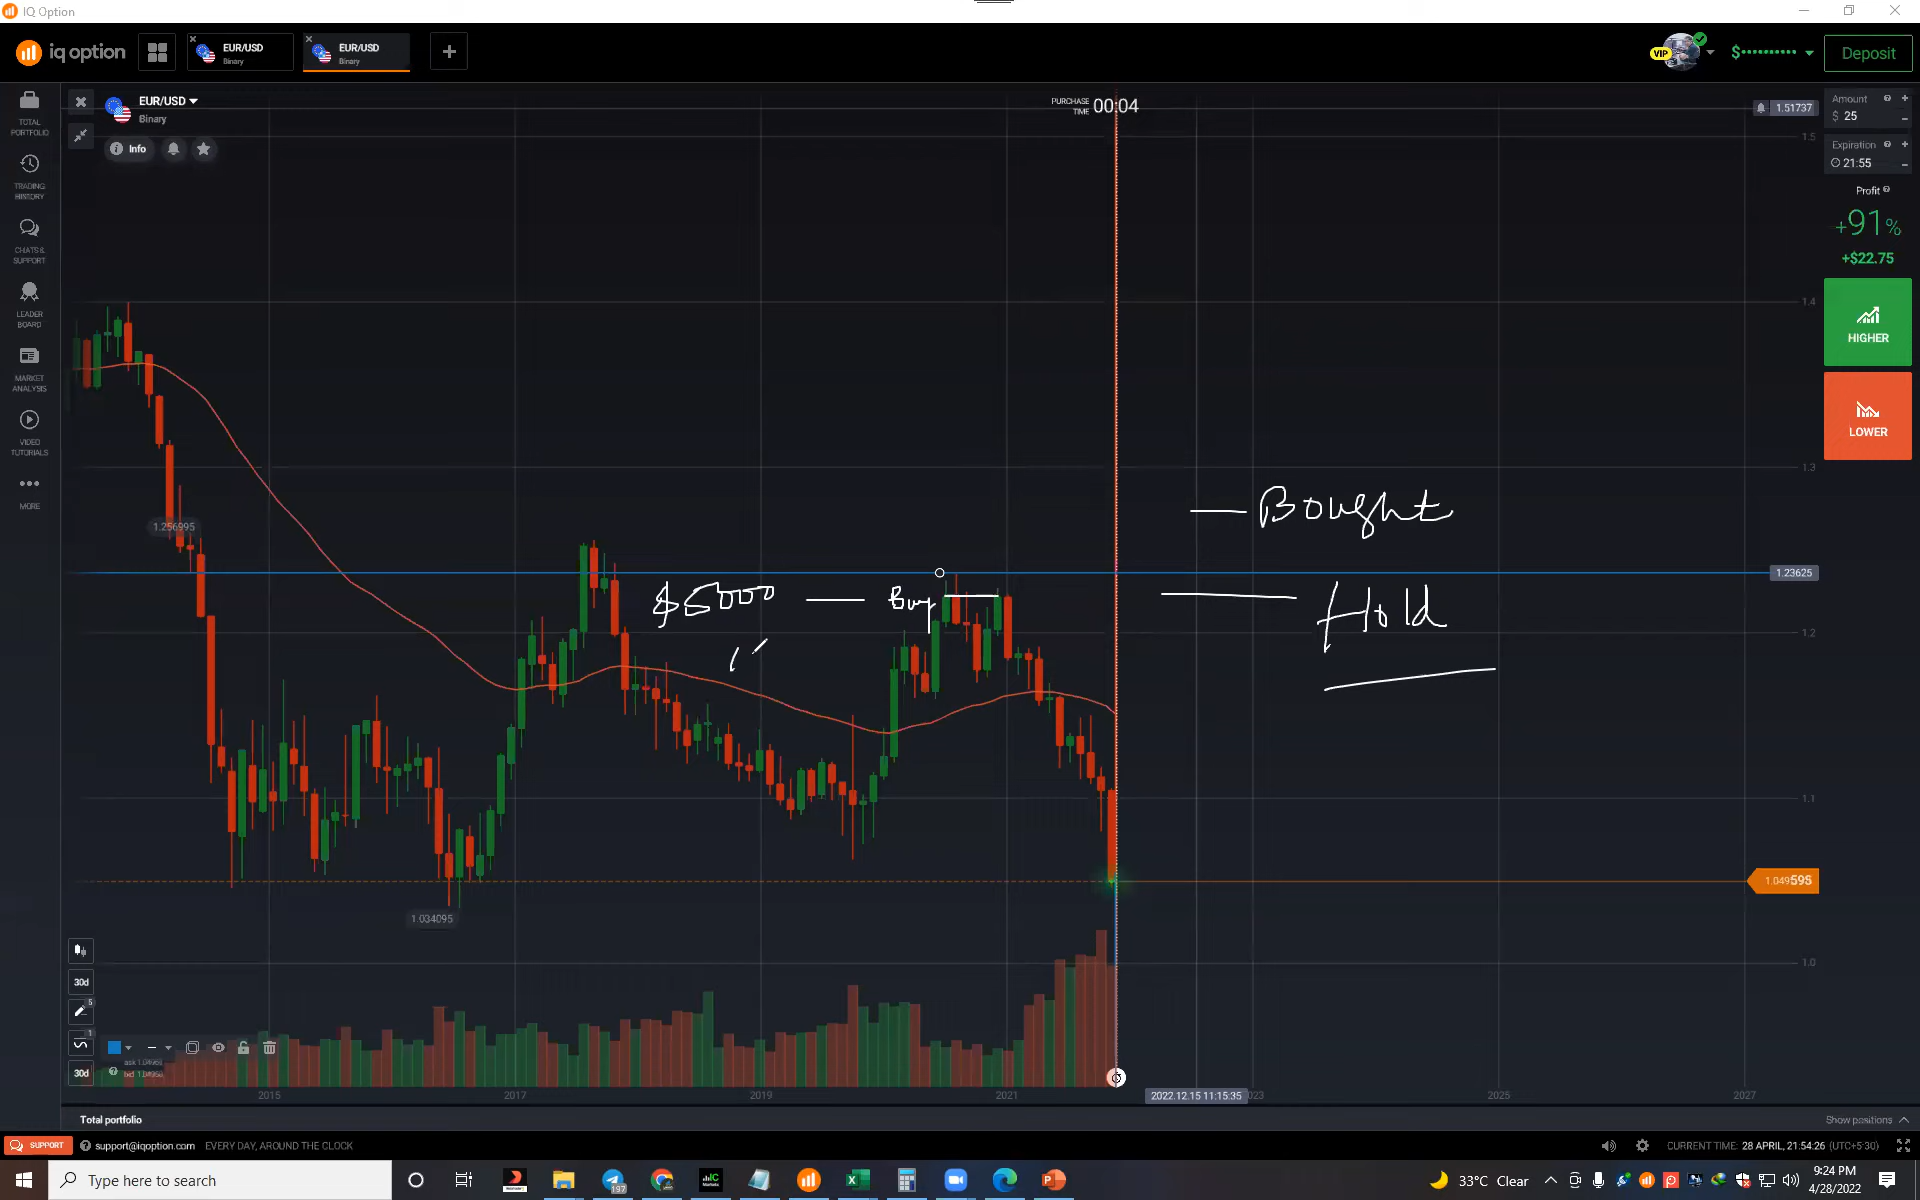 IQ Option
iq option
EUR/USD
Binary
EUR/USD
Binary
VIP
Deposit
TOTAL
PORTFOLIO
TRADING
HISTORY
CHATS &
SUPPORT
LEADER
BOARD
MARKET
ANALYSIS
VIDEO
TUTORIALS
MORE
EUR/USD
Binary
Info
PURCHASE
TIME
00:04
1.51737
1.5
1.4
1.3
1.23625
1.2
1.1
1.049595
1.0
Amount
$ 25
Expiration
21:55
Profit
+91%
+$22.75
HIGHER
LOWER
1.256995
1.034095
$5000 — Buy
Bought
Hold
30d
5
1
30d
2015
2017
2019
2021
2022.12.15 11:15:35
2025
2027
Total portfolio
Show positions
SUPPORT
support@iqoption.com
EVERY DAY, AROUND THE CLOCK
CURRENT TIME: 28 APRIL, 21:54:26 (UTC+5:30)
Type here to search
197
33°C Clear
9:24 PM
4/28/2022